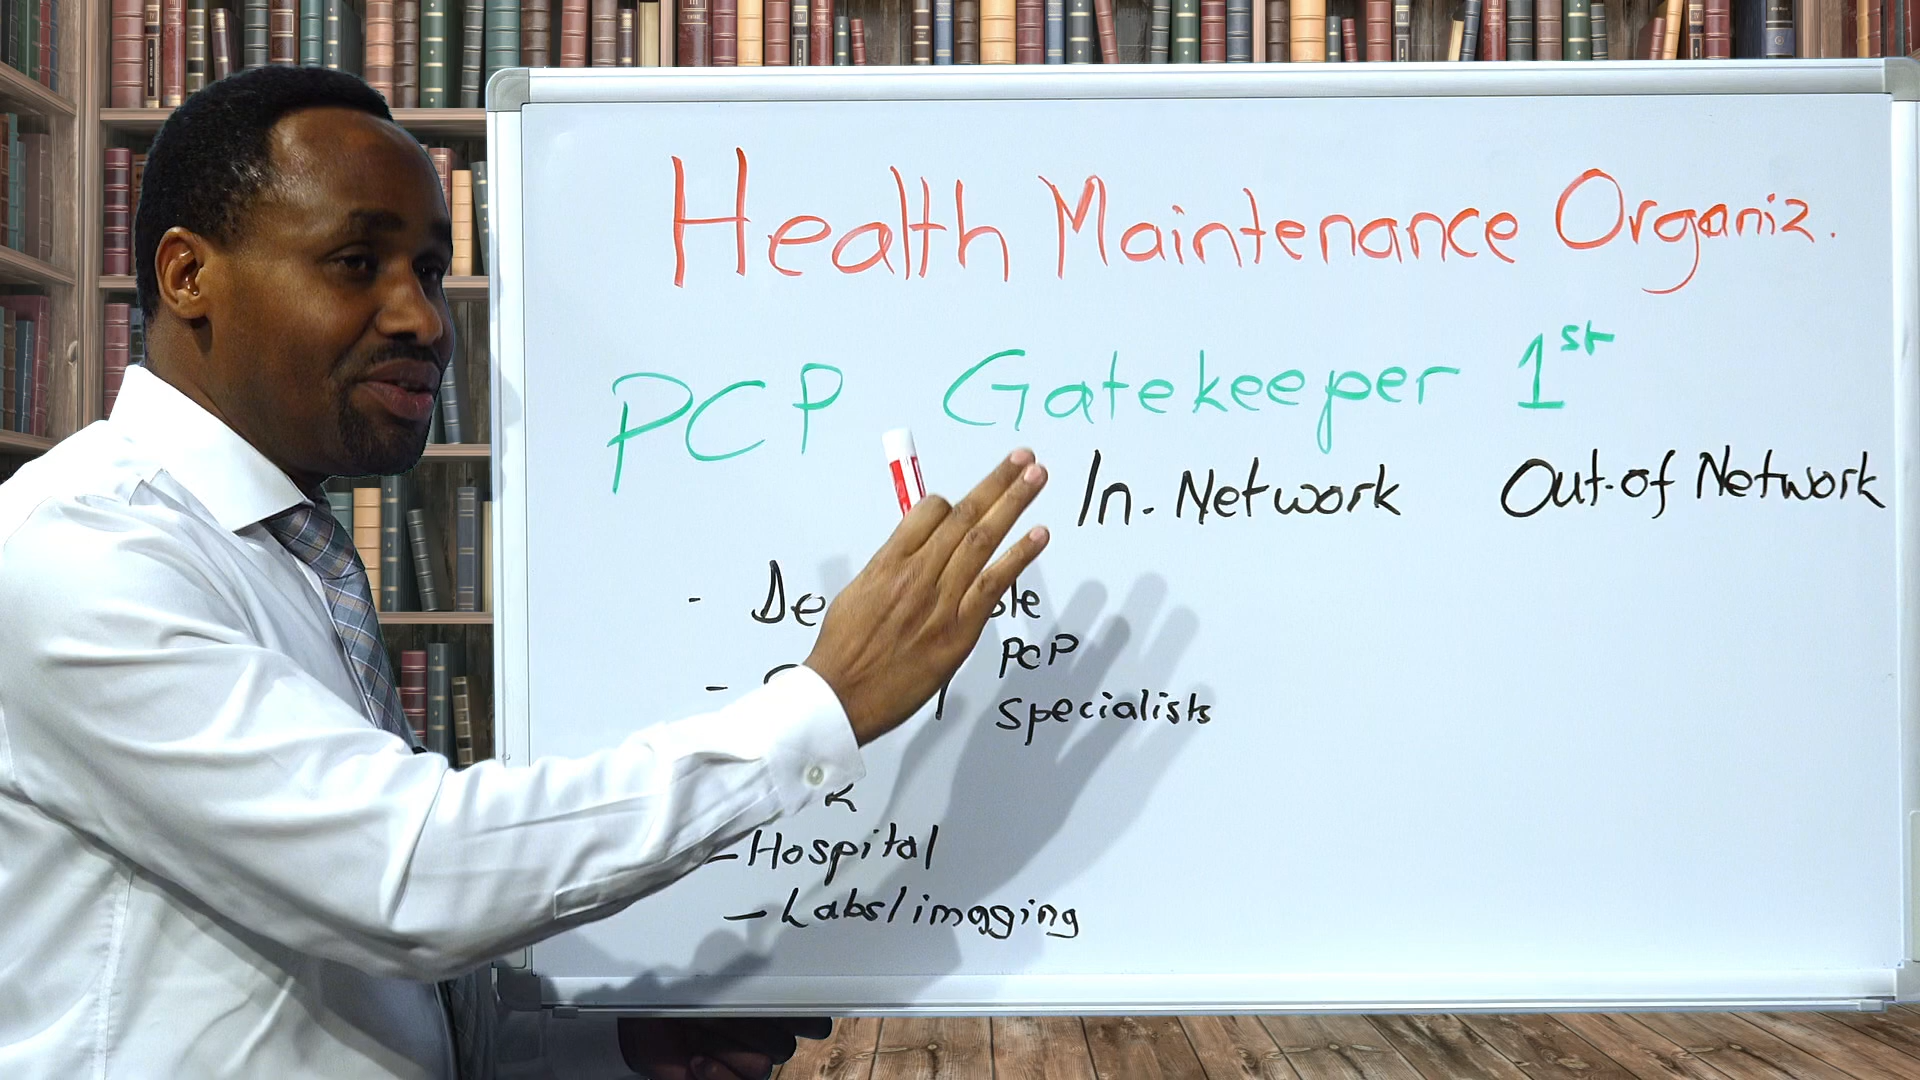 Health Maintenance Organiz.
PCP Gatekeeper 1st
In-Network Out-of Network
-
PCP
-
Specialists
- Hospital
- Labs/imaging